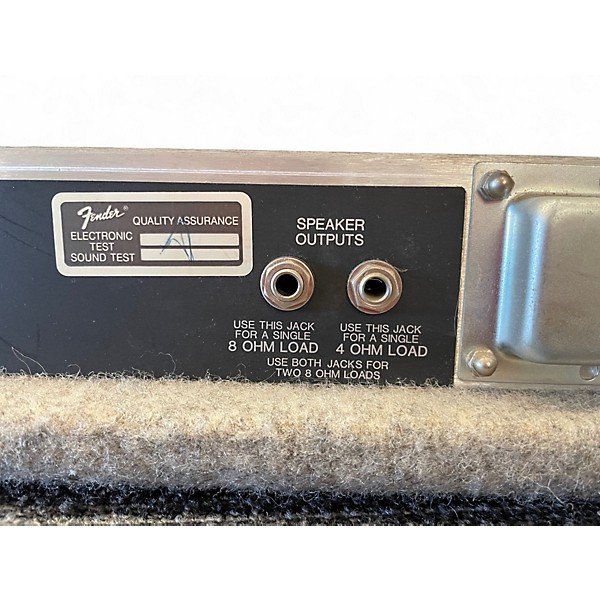 Fender®
QUALITY ASSURANCE
ELECTRONIC
TEST
SOUND TEST
SPEAKER
OUTPUTS
USE THIS JACK
FOR A SINGLE
8 OHM LOAD
USE THIS JACK
FOR A SINGLE
4 OHM LOAD
USE BOTH JACKS FOR
TWO 8 OHM LOADS